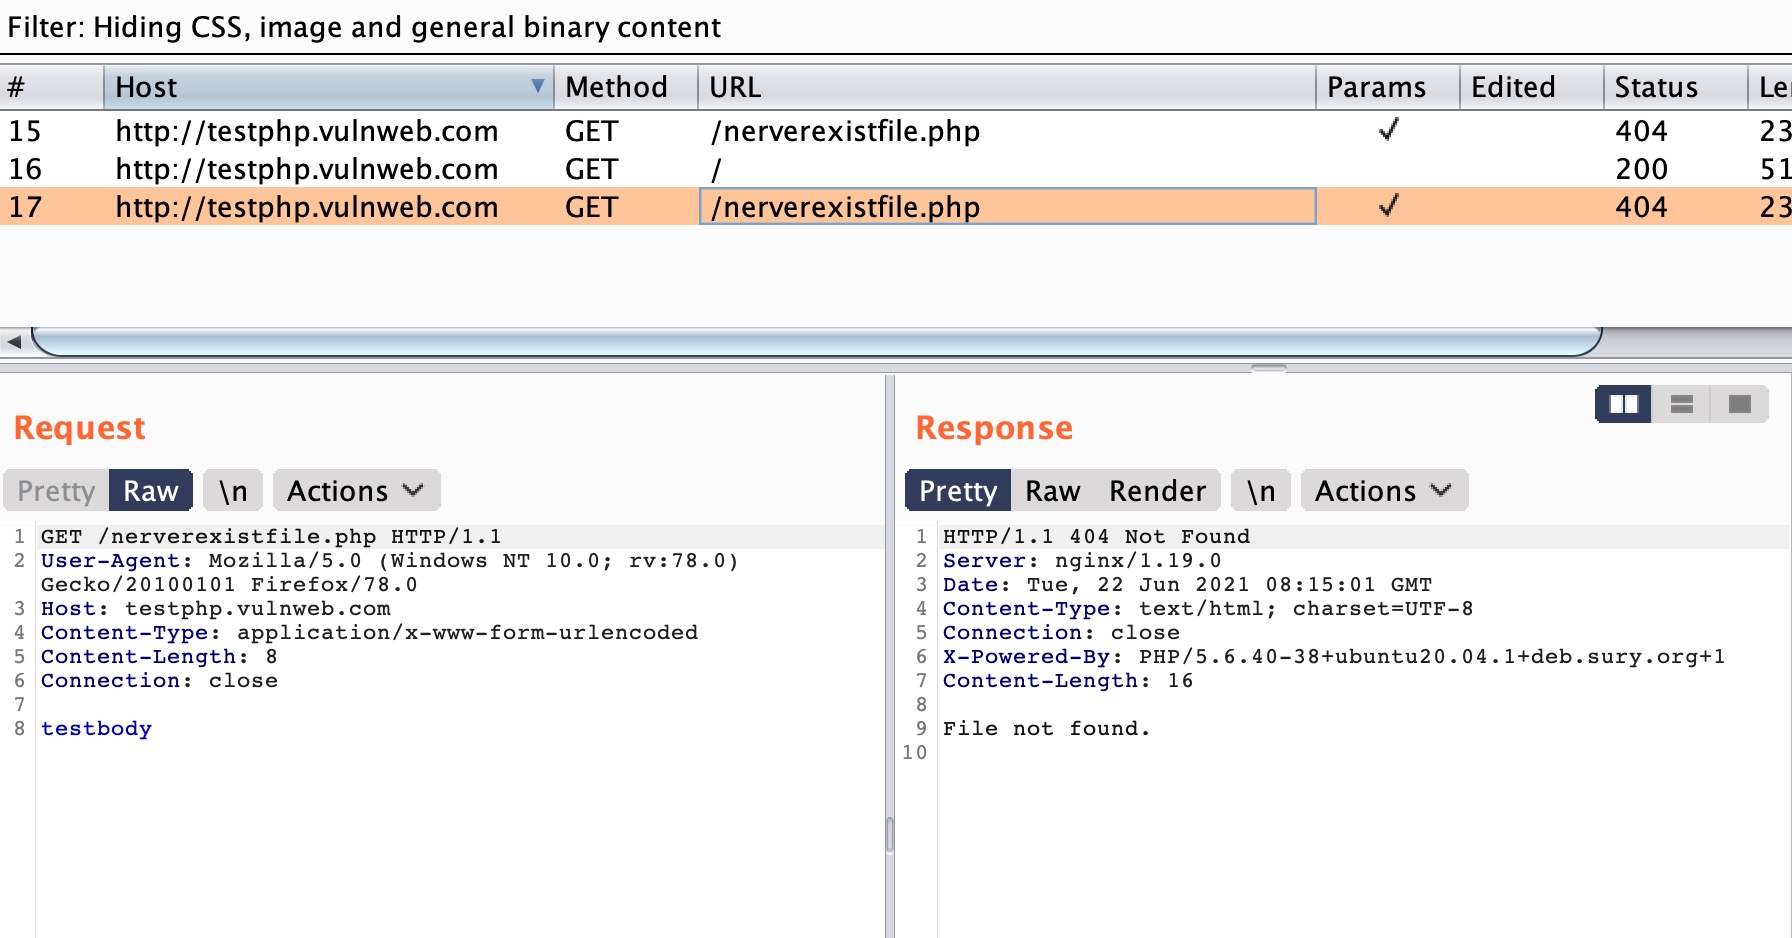 Filter: Hiding CSS, image and general binary content
# Host Method URL Params Edited Status Le
15 http://testphp.vulnweb.com GET /nerverexistfile.php ✓ 404 23
16 http://testphp.vulnweb.com GET / 200 51
17 http://testphp.vulnweb.com GET /nerverexistfile.php ✓ 404 23
Request
Pretty Raw \n Actions
1 GET /nerverexistfile.php HTTP/1.1
2 User-Agent: Mozilla/5.0 (Windows NT 10.0; rv:78.0)
Gecko/20100101 Firefox/78.0
3 Host: testphp.vulnweb.com
4 Content-Type: application/x-www-form-urlencoded
5 Content-Length: 8
6 Connection: close
7
8 testbody
Response
Pretty Raw Render \n Actions
1 HTTP/1.1 404 Not Found
2 Server: nginx/1.19.0
3 Date: Tue, 22 Jun 2021 08:15:01 GMT
4 Content-Type: text/html; charset=UTF-8
5 Connection: close
6 X-Powered-By: PHP/5.6.40-38+ubuntu20.04.1+deb.sury.org+1
7 Content-Length: 16
8
9 File not found.
10